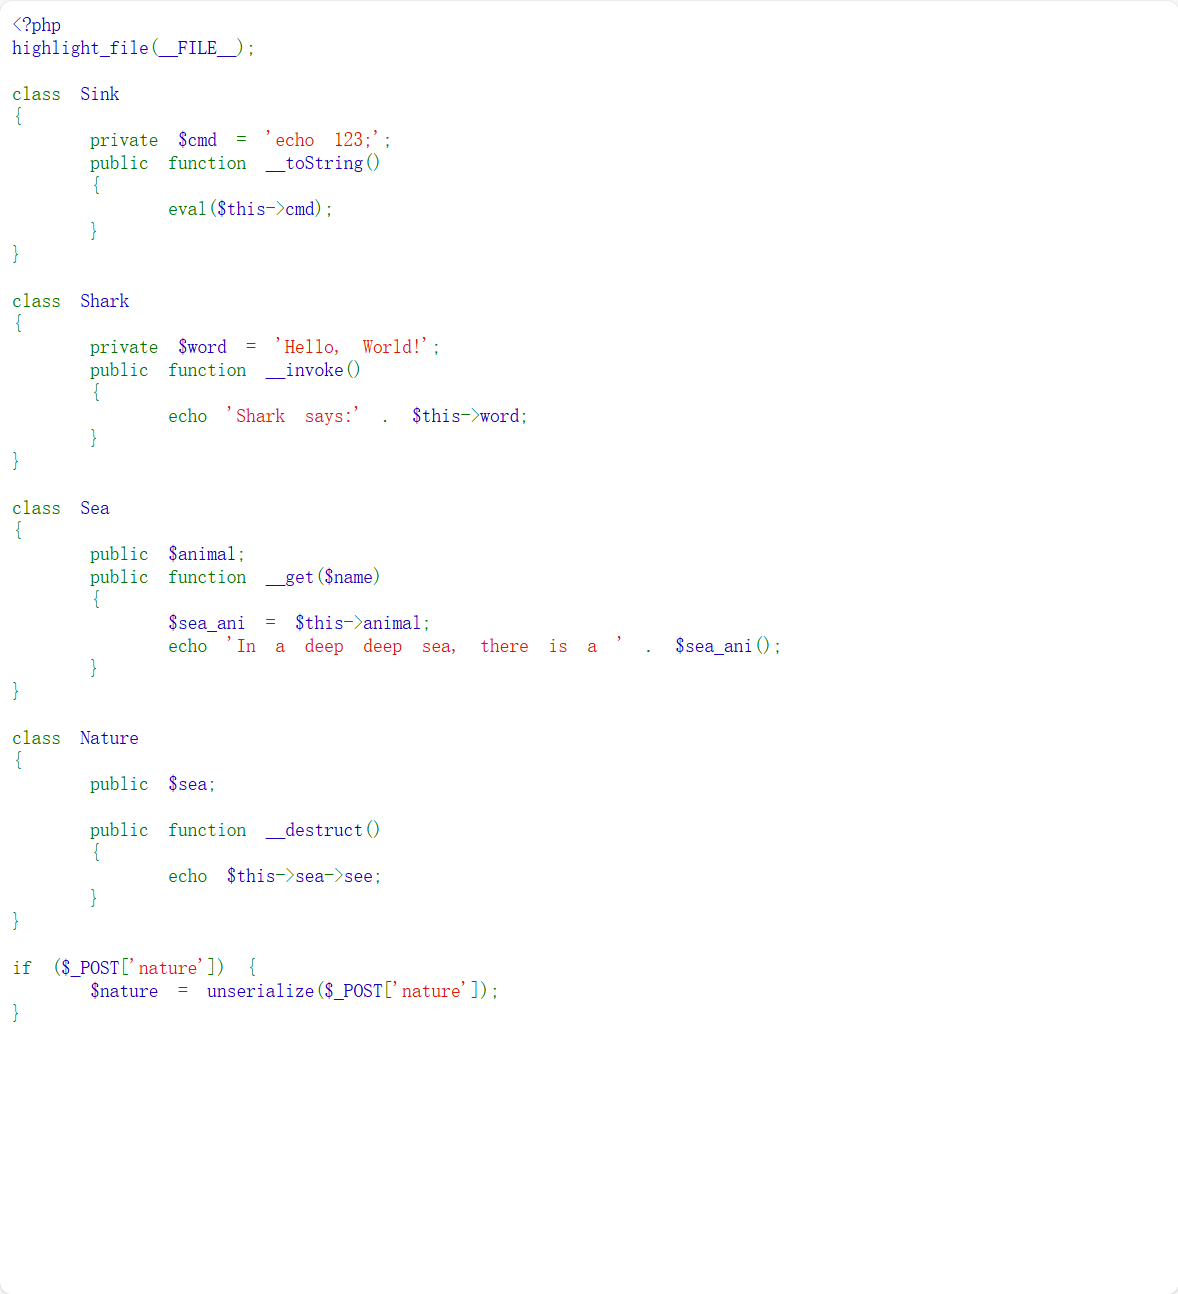 <?php
highlight_file(__FILE__);
class Sink
{
private $cmd = 'echo 123;';
public function __toString()
{
eval($this->cmd);
}
}
class Shark
{
private $word = 'Hello, World!';
public function __invoke()
{
echo 'Shark says:' . $this->word;
}
}
class Sea
{
public $animal;
public function __get($name)
{
$sea_ani = $this->animal;
echo 'In a deep deep sea, there is a ' . $sea_ani();
}
}
class Nature
{
public $sea;
public function __destruct()
{
echo $this->sea->see;
}
}
if ($_POST['nature']) {
$nature = unserialize($_POST['nature']);
}